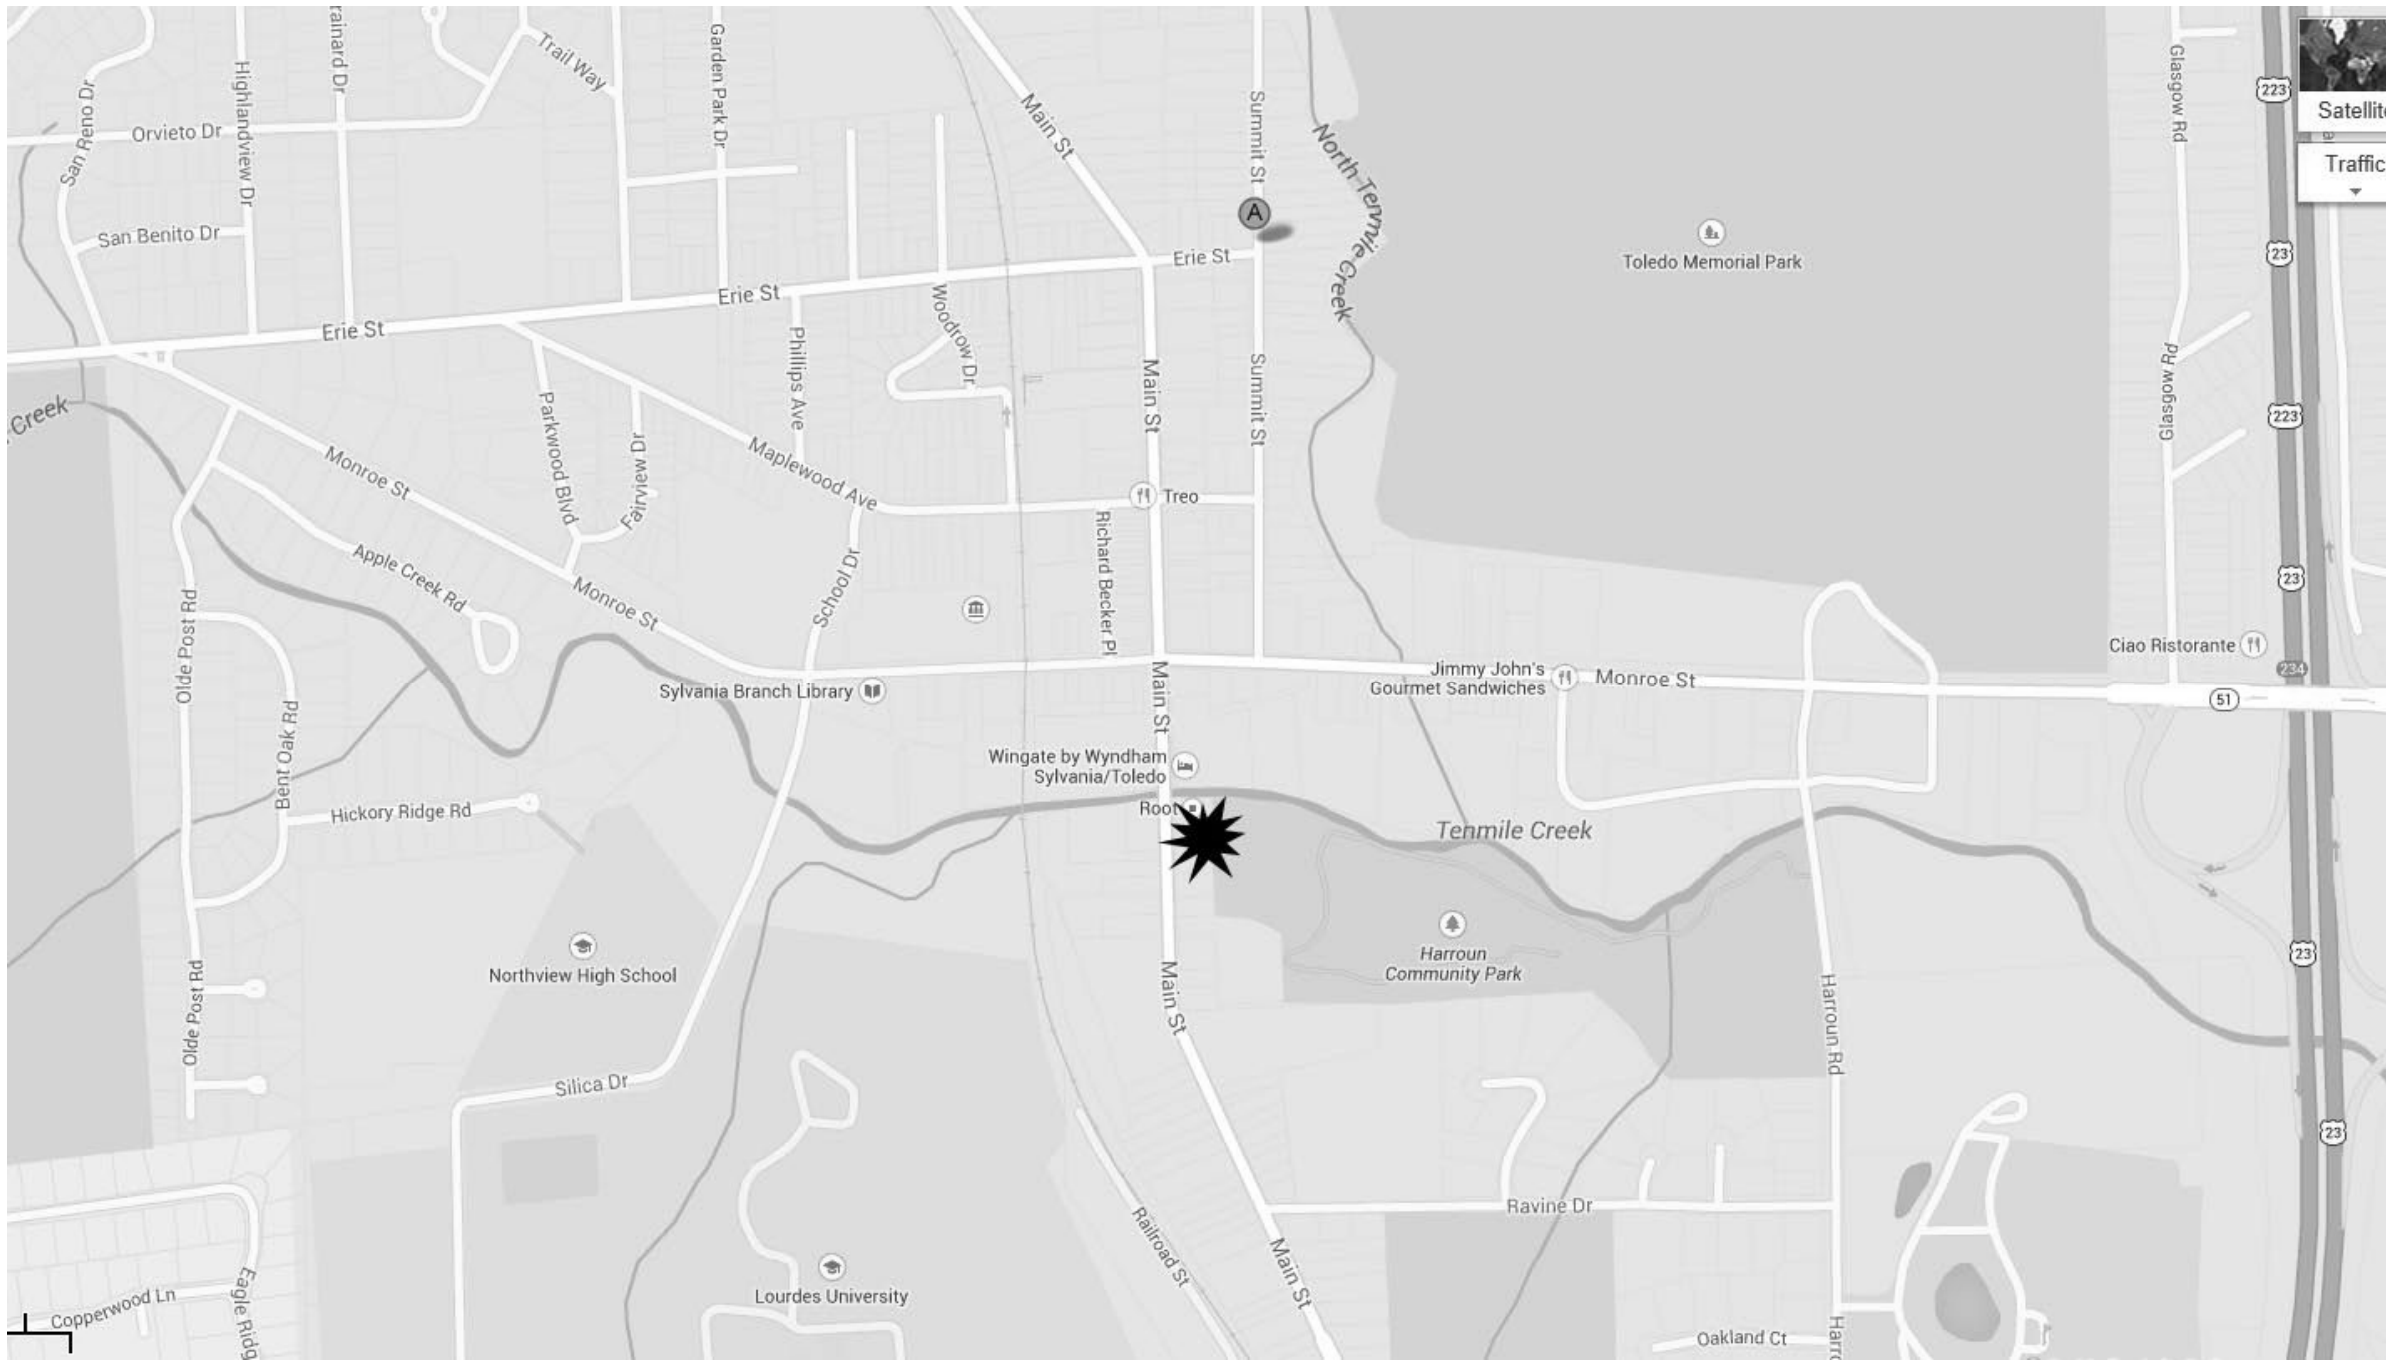 rainard Dr
Trail Way
Garden Park Dr
Highlandview Dr
San Reno Dr
Orvieto Dr
Main St
Summit St
North Tenmile Creek
Glasgow Rd
223
Satellite
Traffic
A
San Benito Dr
Erie St
Toledo Memorial Park
23
Erie St
Erie St
Woodrow Dr
Phillips Ave
Main St
Summit St
Glasgow Rd
223
Creek
Parkwood Blvd
Fairview Dr
Monroe St
Maplewood Ave
Treo
Richard Becker Pl
Apple Creek Rd
School Dr
23
Monroe St
Olde Post Rd
Ciao Ristorante
234
Jimmy John's
Gourmet Sandwiches
Monroe St
51
Sylvania Branch Library
Main St
Bent Oak Rd
Wingate by Wyndham
Sylvania/Toledo
Root
Hickory Ridge Rd
Tenmile Creek
Northview High School
Harroun
Community Park
23
Olde Post Rd
Main St
Harroun Rd
Silica Dr
23
Ravine Dr
Railroad St
Main St
Lourdes University
Copperwood Ln
Eagle Ridg
Oakland Ct
Harro